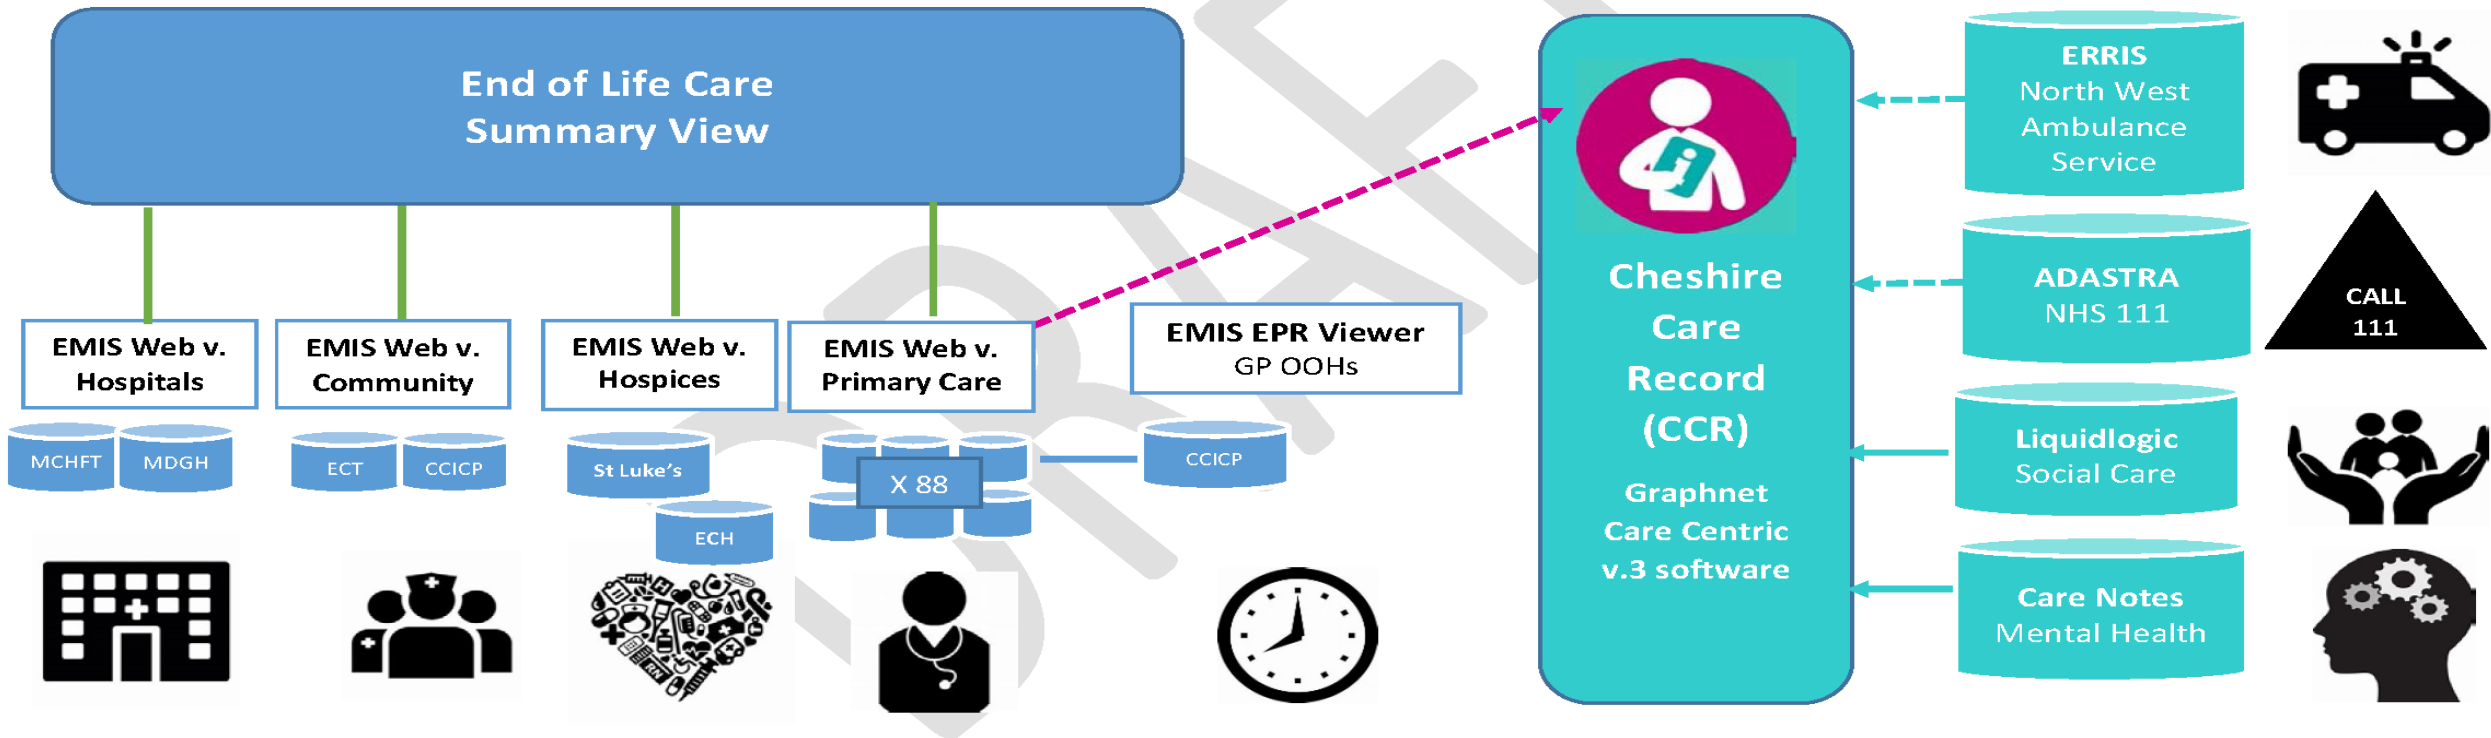 End of Life Care
Summary View
EMIS Web v.
Hospitals
EMIS Web v.
Community
EMIS Web v.
Hospices
EMIS Web v.
Primary Care
EMIS EPR Viewer
GP OOHs
MCHFT
MDGH
ECT
CCICP
St Luke's
ECH
X 88
CCICP
Cheshire
Care
Record
(CCR)
Graphnet
Care Centric
v.3 software
ERRIS
North West
Ambulance
Service
ADASTRA
NHS 111
CALL
111
Liquidlogic
Social Care
Care Notes
Mental Health
DRAFT
RN